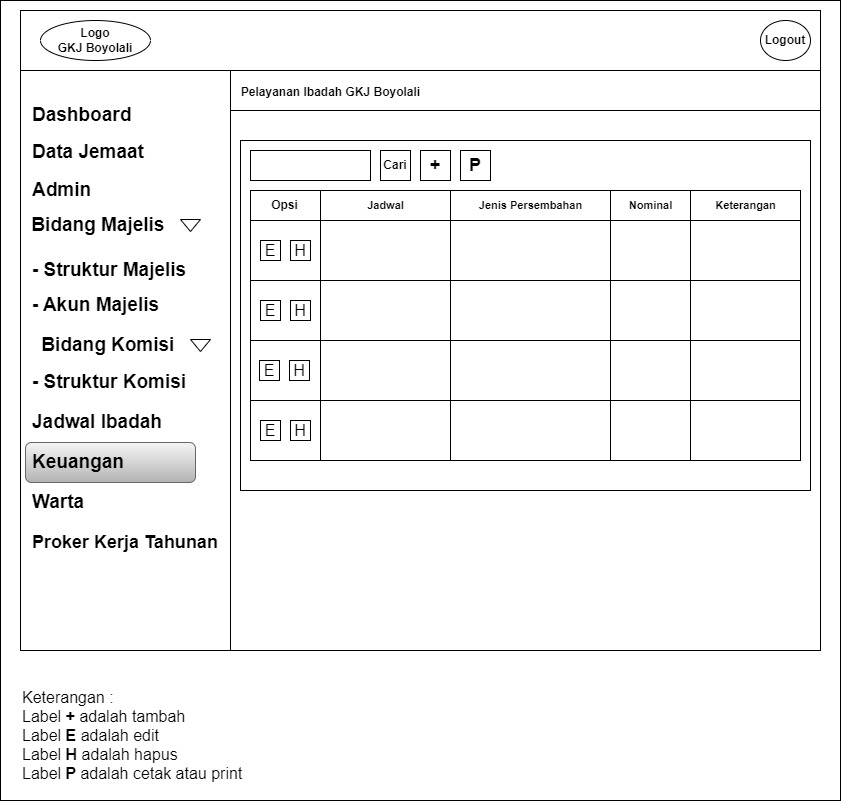 Logo
GKJ Boyolali
Logout
Pelayanan Ibadah GKJ Boyolali
Dashboard
Data Jemaat
Admin
Bidang Majelis
- Struktur Majelis
- Akun Majelis
Bidang Komisi
- Struktur Komisi
Jadwal Ibadah
Keuangan
Warta
Proker Kerja Tahunan
Cari + P
Opsi Jadwal Jenis Persembahan Nominal Keterangan
E H
E H
E H
E H
Keterangan :
Label + adalah tambah
Label E adalah edit
Label H adalah hapus
Label P adalah cetak atau print